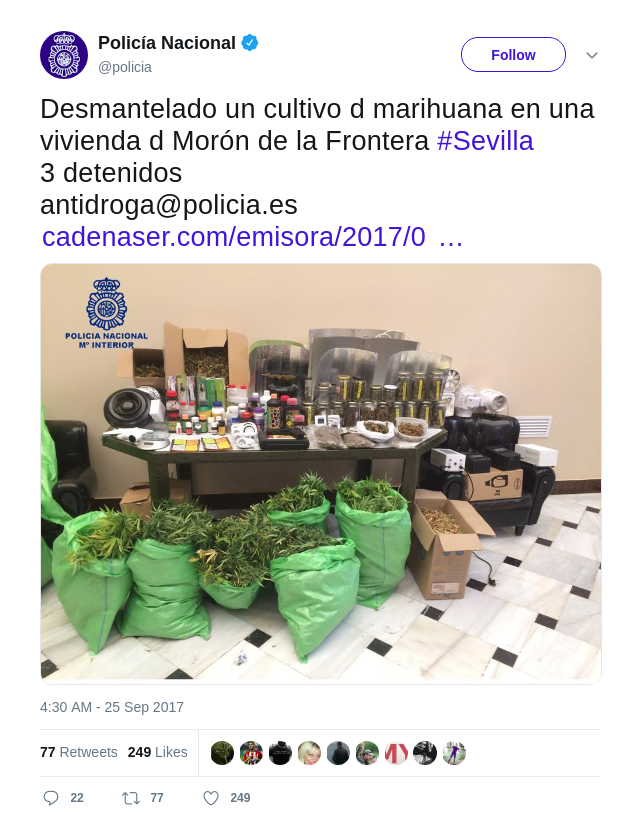 Policía Nacional
@policia
Follow
Desmantelado un cultivo d marihuana en una
vivienda d Morón de la Frontera #Sevilla
3 detenidos
antidroga@policia.es
cadenaser.com/emisora/2017/0 …
POLICIA NACIONAL
Mº INTERIOR
4:30 AM - 25 Sep 2017
77 Retweets 249 Likes
22 77 249